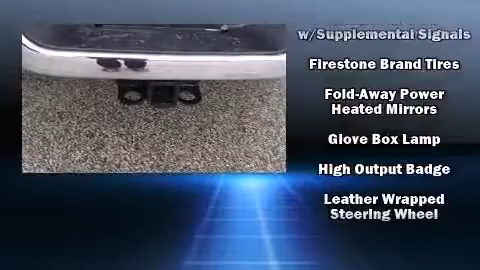 w/Supplemental Signals
Firestone Brand Tires
Fold-Away Power
Heated Mirrors
Glove Box Lamp
High Output Badge
Leather Wrapped
Steering Wheel